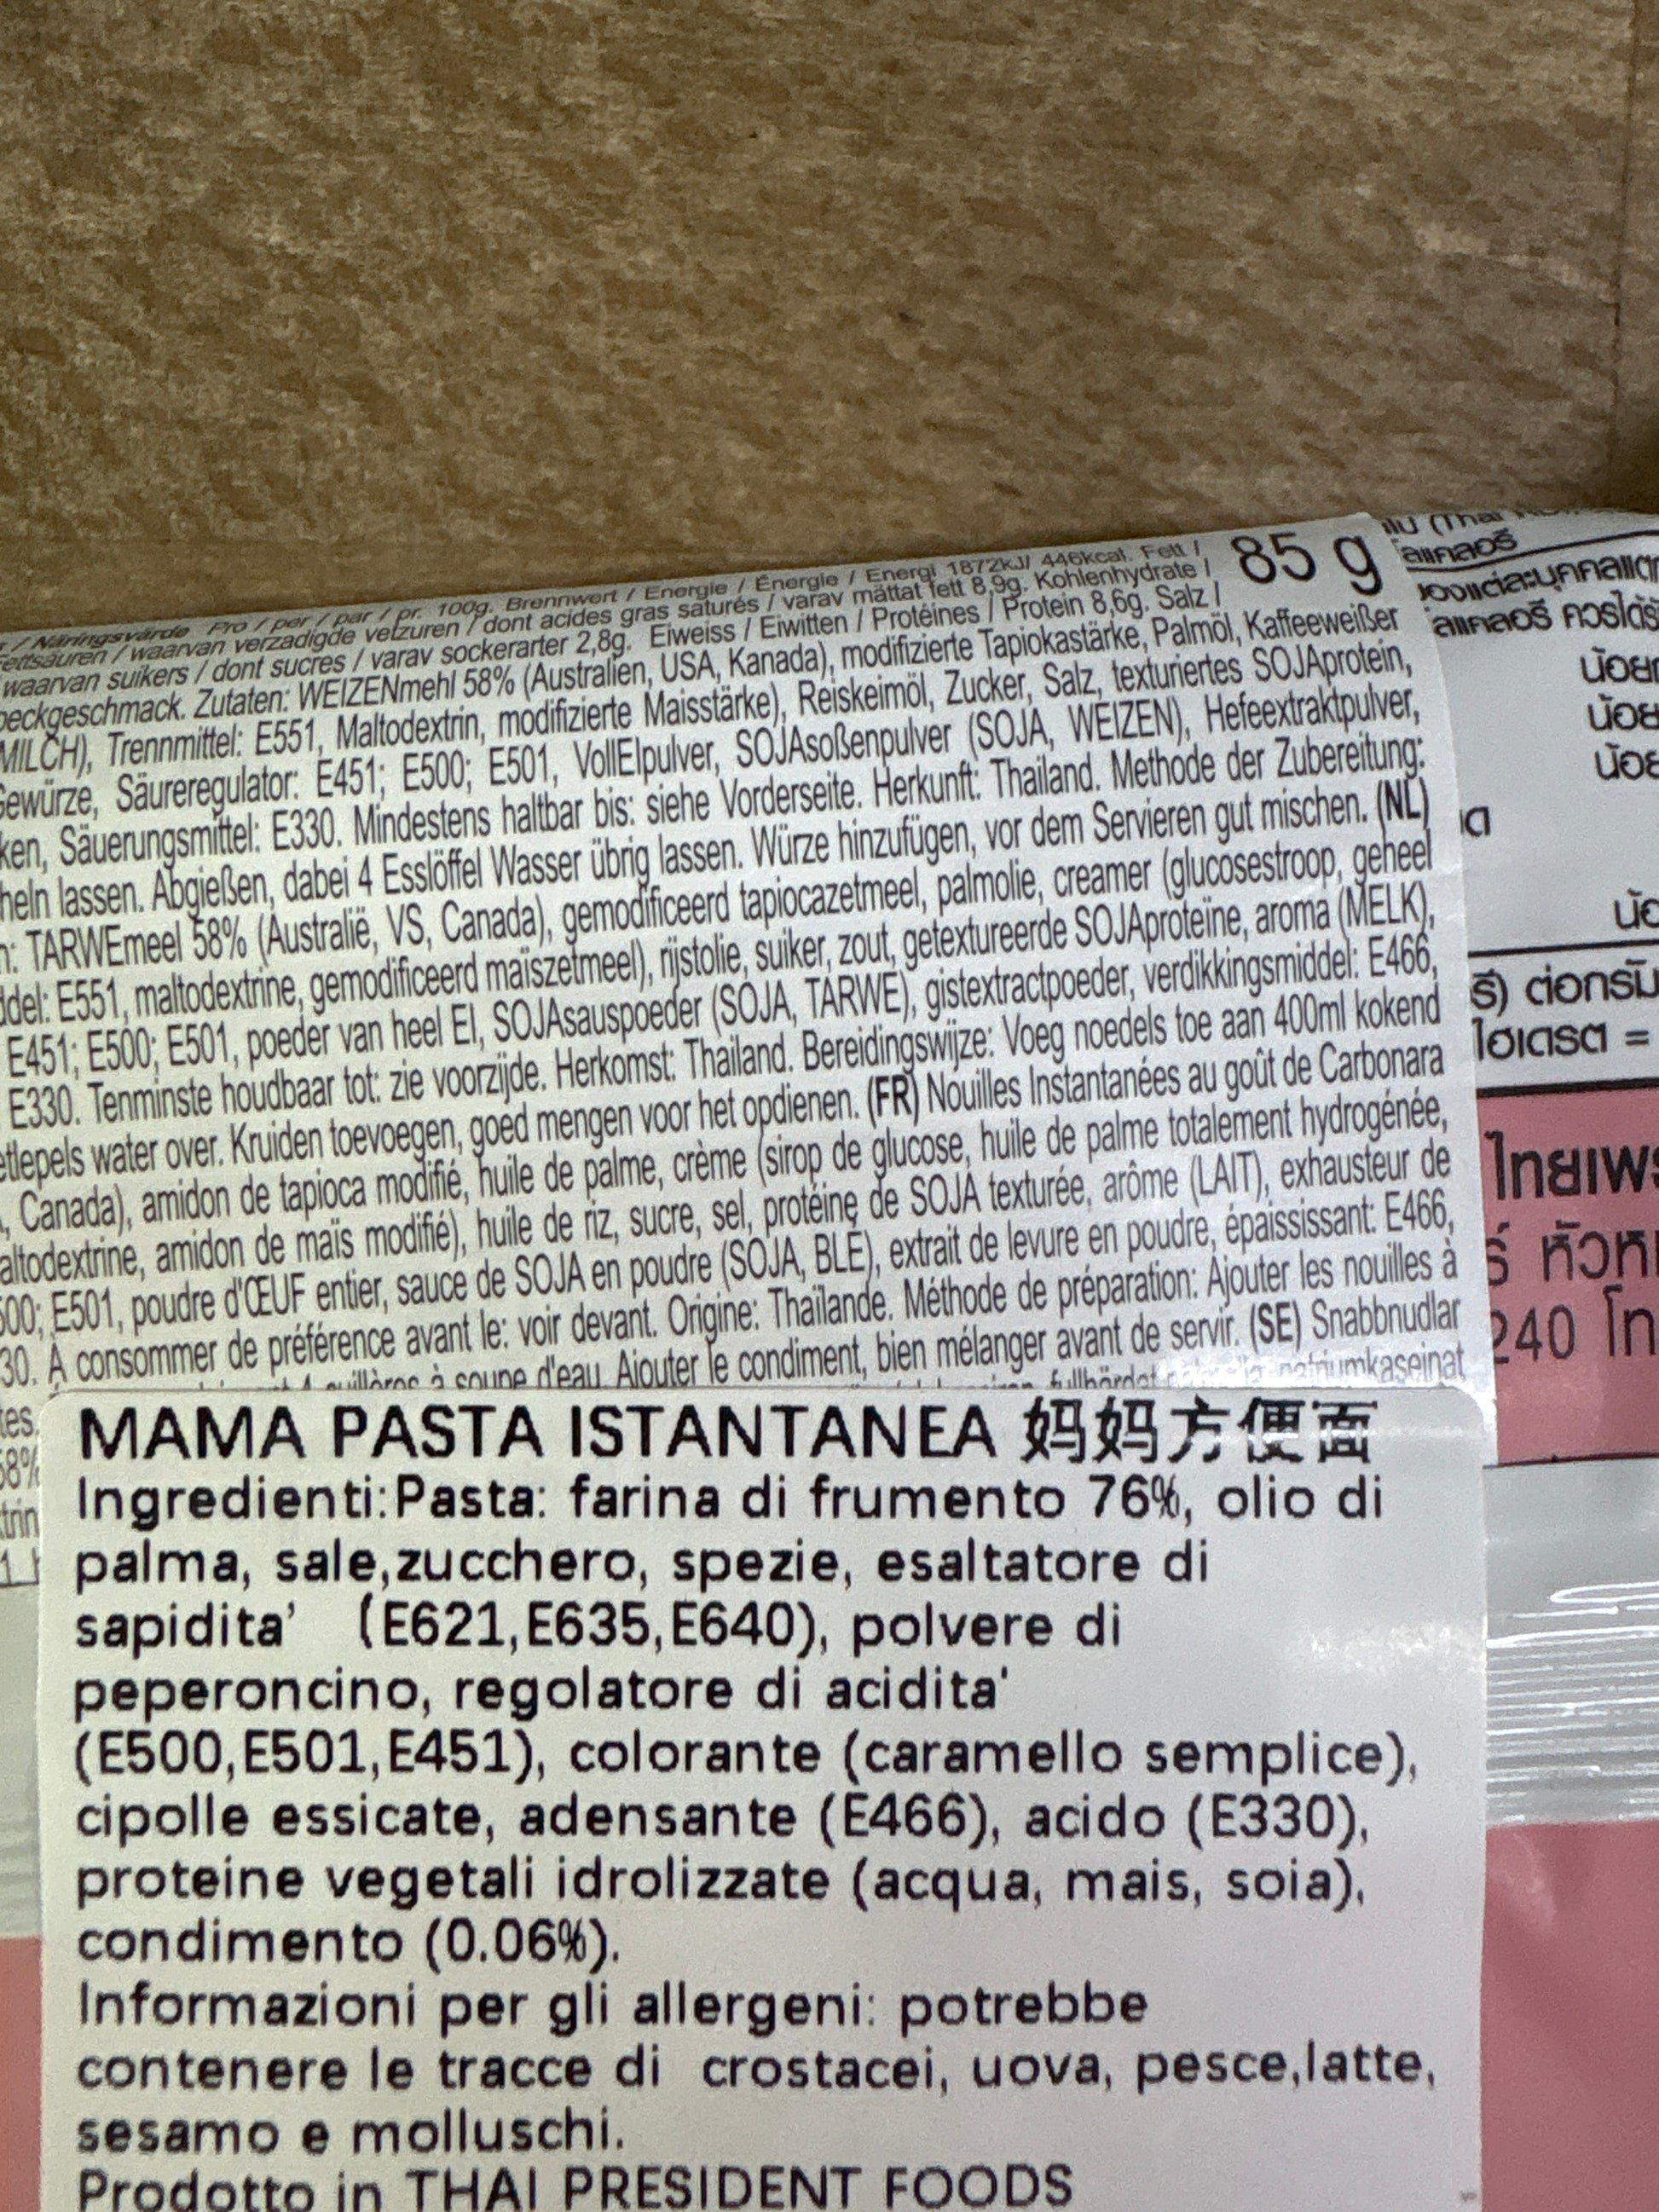 / Näringsvärde Pro / per / par / pr. 100g. Brennwert / Energie / Énergie / Energi 1872kJ/ 446kcal. Fett /
fettsäuren / waarvan verzadigde vetzuren / dont acides gras saturés / varav mättat fett 8,9g. Kohlenhydrate /
waarvan suikers / dont sucres / varav sockerarter 2,8g. Eiweiss / Eiwitten / Protéines / Protein 8,6g. Salz /
85 g
peckgeschmack. Zutaten: WEIZENmehl 58% (Australien, USA, Kanada), modifizierte Tapiokastärke, Palmöl, Kaffeeweißer
MILCH), Trennmittel: E551, Maltodextrin, modifizierte Maisstärke), Reiskeimöl, Zucker, Salz, texturiertes SOJAprotein,
Gewürze, Säureregulator: E451; E500; E501, VollEIpulver, SOJAsoßenpulver (SOJA, WEIZEN), Hefeextraktpulver,
ken, Säuerungsmittel: E330. Mindestens haltbar bis: siehe Vorderseite. Herkunft: Thailand. Methode der Zubereitung:
heln lassen. Abgießen, dabei 4 Esslöffel Wasser übrig lassen. Würze hinzufügen, vor dem Servieren gut mischen. (NL)
n: TARWEmeel 58% (Australië, VS, Canada), gemodificeerd tapiocazetmeel, palmolie, creamer (glucosestroop, geheel
ddel: E551, maltodextrine, gemodificeerd maïszetmeel), rijstolie, suiker, zout, getextureerde SOJAproteïne, aroma (MELK),
E451; E500; E501, poeder van heel EI, SOJAsauspoeder (SOJA, TARWE), gistextractpoeder, verdikkingsmiddel: E466,
E330. Tenminste houdbaar tot: zie voorzijde. Herkomst: Thailand. Bereidingswijze: Voeg noedels toe aan 400ml kokend
etlepels water over. Kruiden toevoegen, goed mengen voor het opdienen. (FR) Nouilles Instantanées au goût de Carbonara
, Canada), amidon de tapioca modifié, huile de palme, crème (sirop de glucose, huile de palme totalement hydrogénée,
altodextrine, amidon de maïs modifié), huile de riz, sucre, sel, protéine de SOJA texturée, arôme (LAIT), exhausteur de
500; E501, poudre d'ŒUF entier, sauce de SOJA en poudre (SOJA, BLÉ), extrait de levure en poudre, épaississant: E466,
30. À consommer de préférence avant le: voir devant. Origine: Thaïlande. Méthode de préparation: Ajouter les nouilles à
4 cuillères à soupe d'eau. Ajouter le condiment, bien mélanger avant de servir. (SE) Snabbnudlar
natriumkaseinat
MAMA PASTA ISTANTANEA 妈妈方便面
Ingredienti:Pasta: farina di frumento 76%, olio di
palma, sale,zucchero, spezie, esaltatore di
sapidita' (E621,E635,E640), polvere di
peperoncino, regolatore di acidita'
(E500,E501,E451), colorante (caramello semplice),
cipolle essicate, adensante (E466), acido (E330),
proteine vegetali idrolizzate (acqua, mais, soia),
condimento (0.06%).
Informazioni per gli allergeni: potrebbe
contenere le tracce di crostacei, uova, pesce,latte,
sesamo e molluschi.
Prodotto in THAI PRESIDENT FOODS